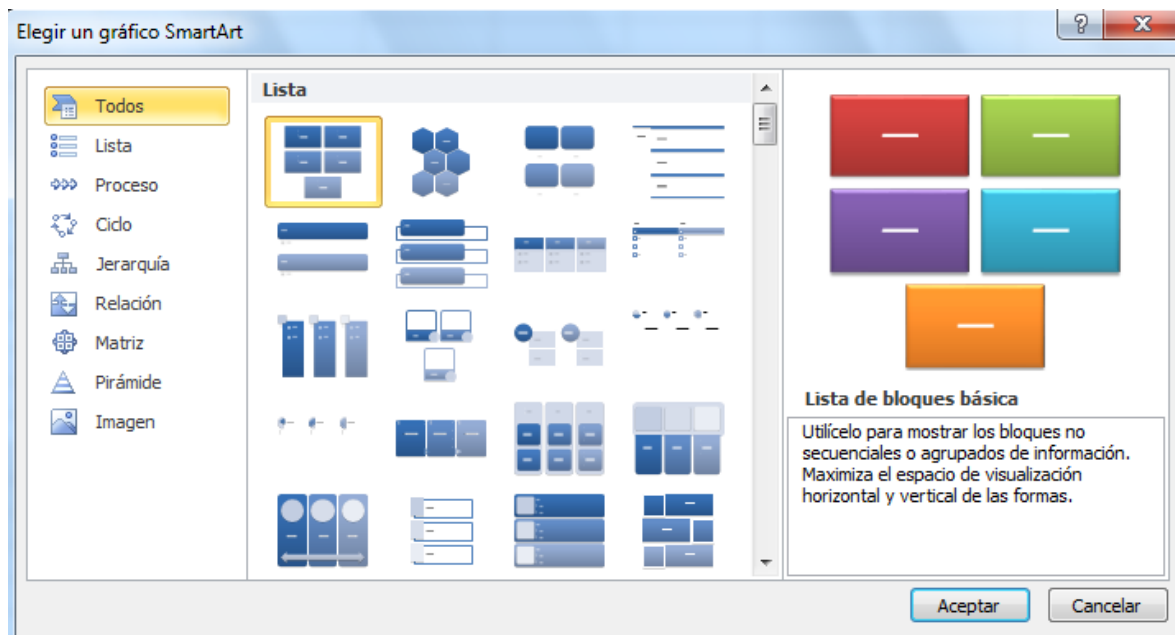 Elegir un gráfico SmartArt
?
Todos
Lista
Proceso
Ciclo
Jerarquía
Relación
Matriz
Pirámide
Imagen
Lista
Lista de bloques básica
Utilícelo para mostrar los bloques no
secuenciales o agrupados de información.
Maximiza el espacio de visualización
horizontal y vertical de las formas.
Aceptar
Cancelar